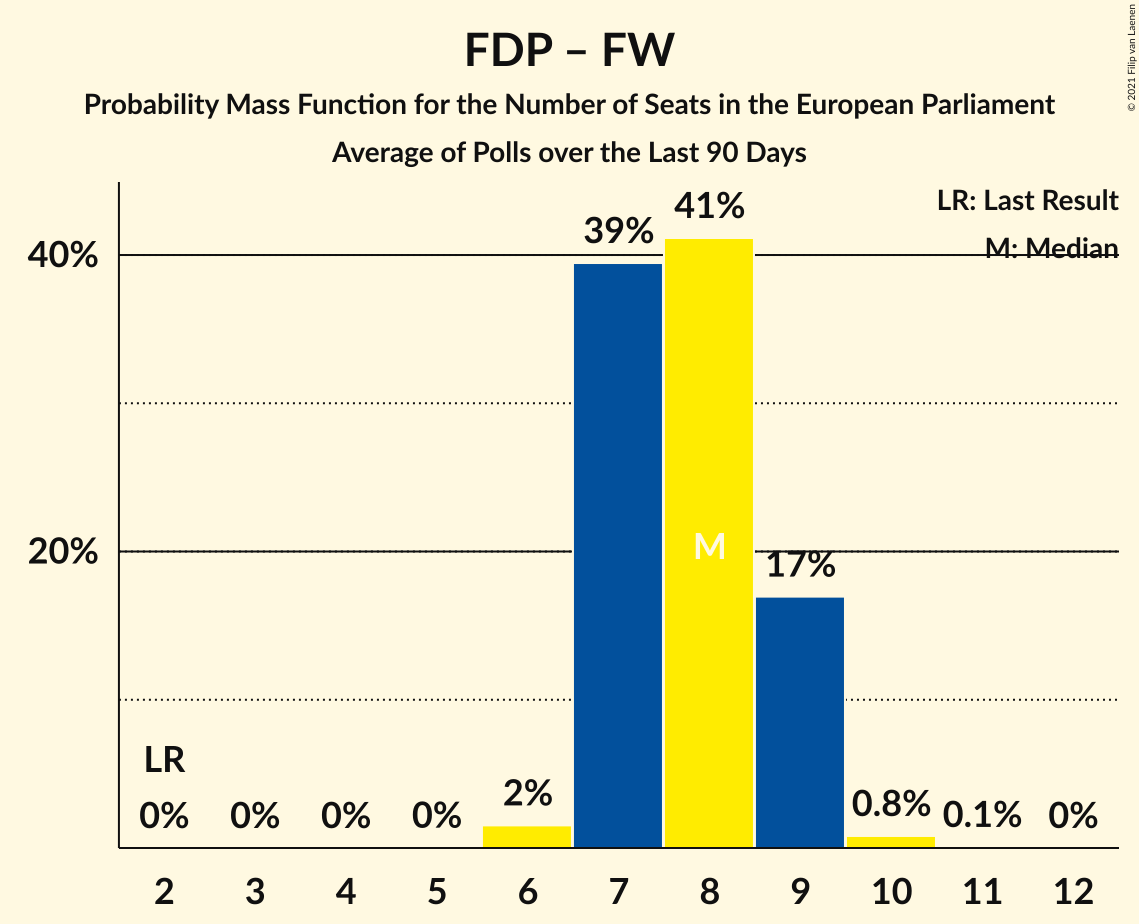 FDP – FW
Probability Mass Function for the Number of Seats in the European Parliament
Average of Polls over the Last 90 Days
© 2021 Filip van Laenen
LR: Last Result
M: Median
40%
20%
LR
0%
0%
0%
0%
2%
39%
41%
M
17%
0.8%
0.1%
0%
2 3 4 5 6 7 8 9 10 11 12